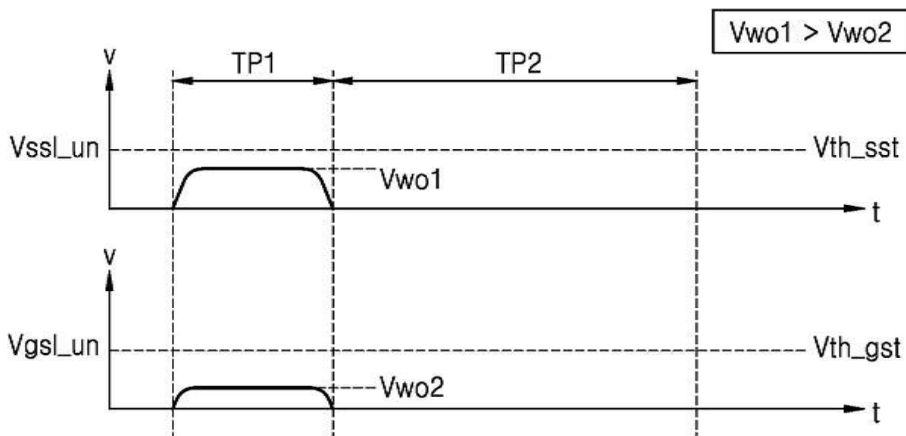 Vwo1 > Vwo2
v
TP1
TP2
Vssl_un
Vth_sst
Vwo1
t
v
Vgsl_un
Vth_gst
Vwo2
t